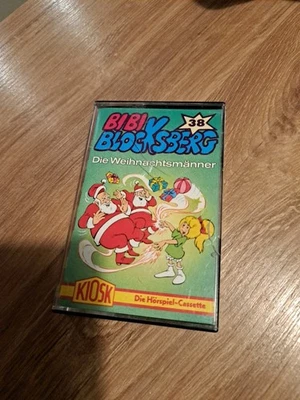 BIBI
38
BLOCKSBERG
Die Weihnachtsmänner
KIOSK
Die Hörspiel-Cassette